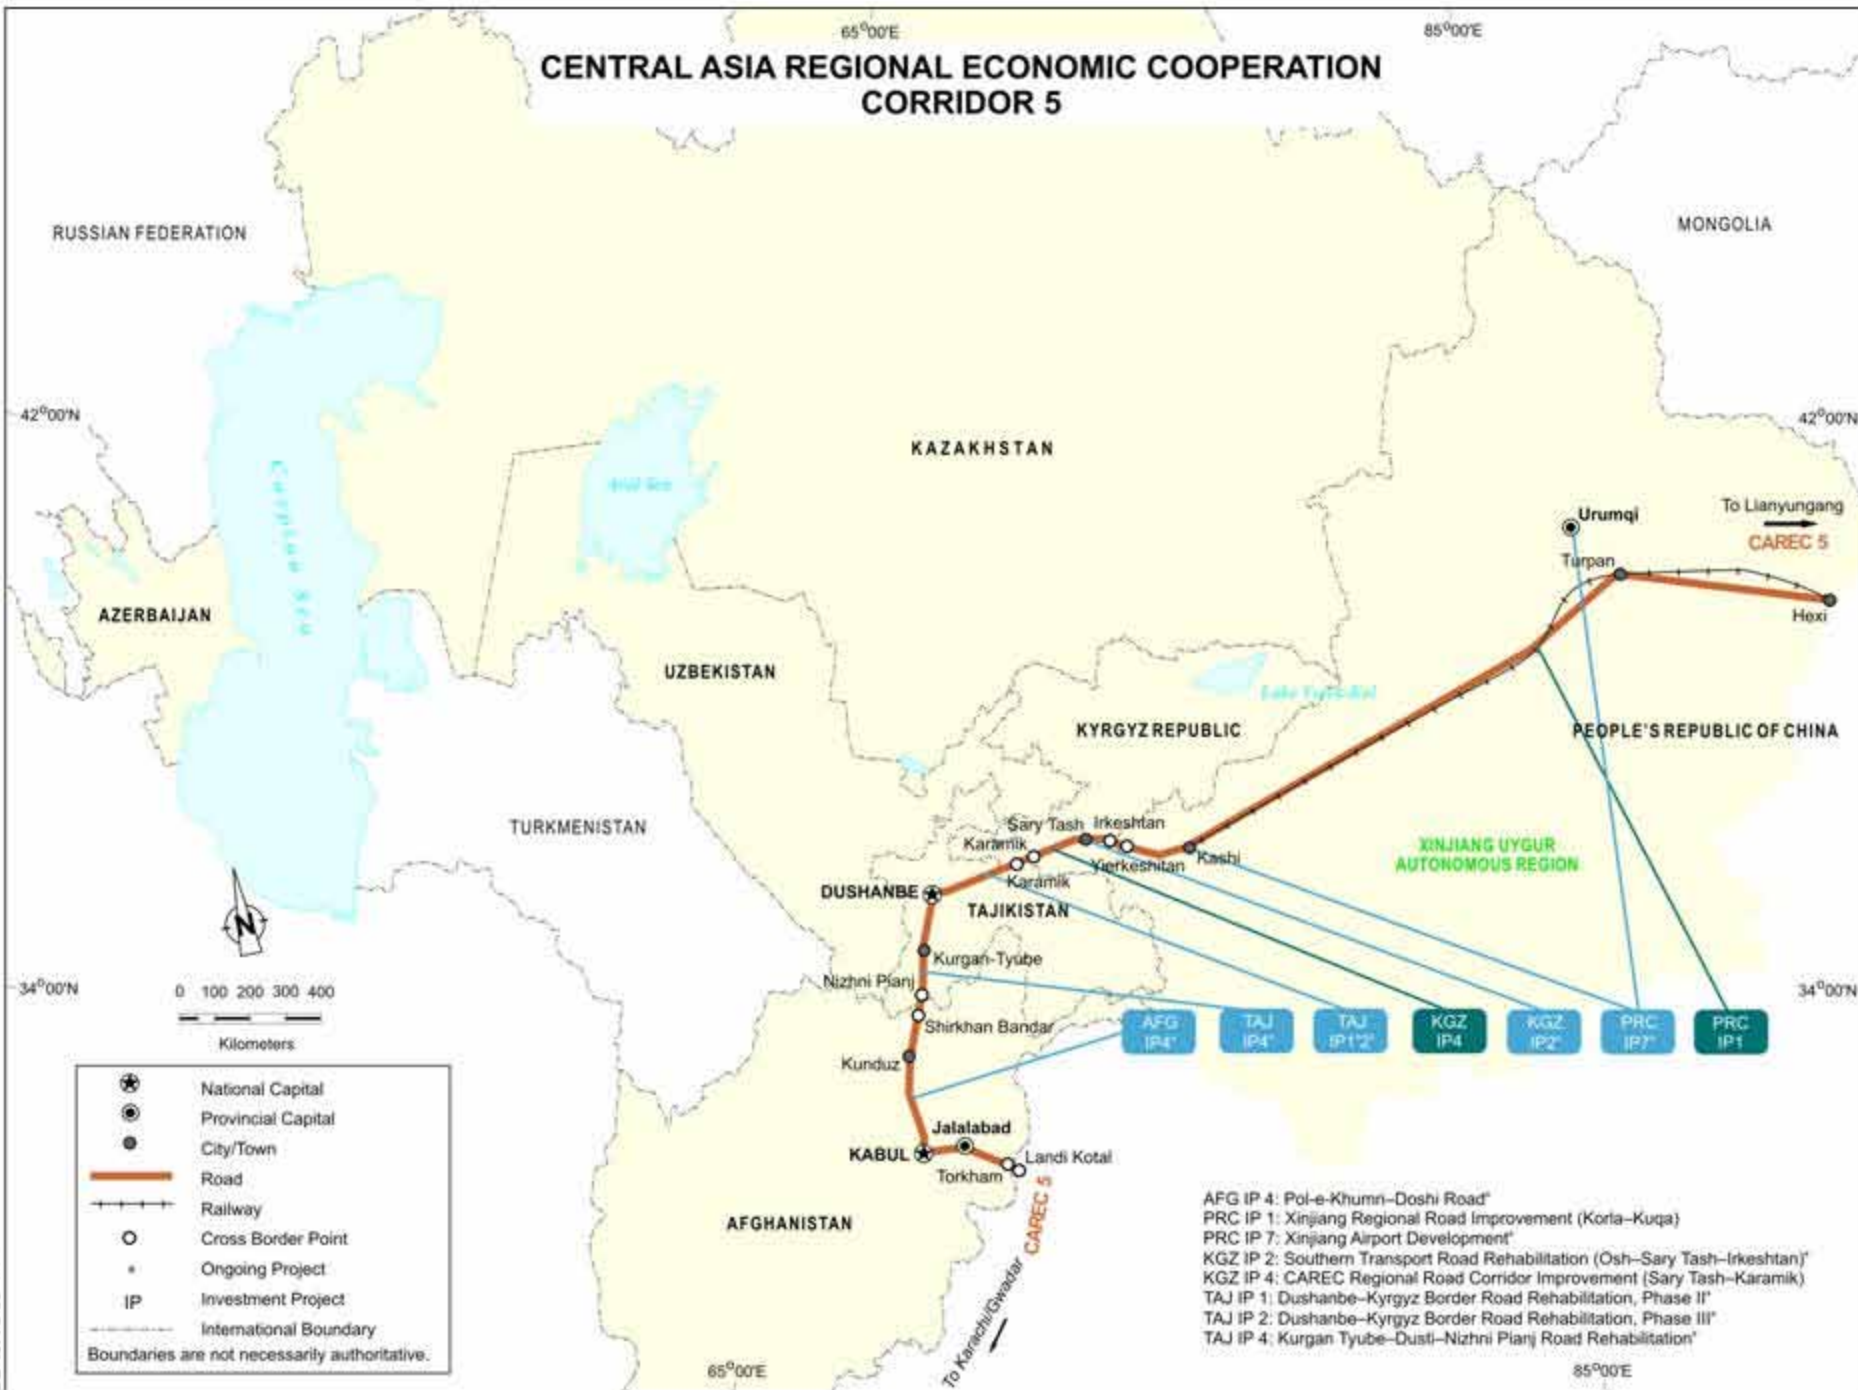 65°00'E
85°00'E
CENTRAL ASIA REGIONAL ECONOMIC COOPERATION
CORRIDOR 5
RUSSIAN FEDERATION
MONGOLIA
42°00'N
42°00'N
KAZAKHSTAN
Caspian Sea
Aral Sea
Urumqi
To Lianyungang
CAREC 5
Turpan
Hexi
AZERBAIJAN
UZBEKISTAN
KYRGYZ REPUBLIC
PEOPLE'S REPUBLIC OF CHINA
TURKMENISTAN
Sary Tash
Irkeshtan
Karamik
Yierkeshitan
Kashi
XINJIANG UYGUR
AUTONOMOUS REGION
Karamik
DUSHANBE
TAJIKISTAN
N
Kurgan-Tyube
Nizhni Pianj
34°00'N
34°00'N
0 100 200 300 400
Kilometers
Shirkhan Bandar
AFG
IP4*
TAJ
IP4*
TAJ
IP1*2*
KGZ
IP4
KGZ
IP2*
PRC
IP7*
PRC
IP1
Kunduz
Jalalabad
KABUL
Landi Kotal
Torkham
AFGHANISTAN
CAREC 5
To Karachi/Gwadar
National Capital
Provincial Capital
City/Town
Road
Railway
Cross Border Point
* Ongoing Project
IP Investment Project
International Boundary
Boundaries are not necessarily authoritative.
AFG IP 4: Pol-e-Khumri–Doshi Road*
PRC IP 1: Xinjiang Regional Road Improvement (Korla–Kuqa)
PRC IP 7: Xinjiang Airport Development*
KGZ IP 2: Southern Transport Road Rehabilitation (Osh–Sary Tash–Irkeshtan)*
KGZ IP 4: CAREC Regional Road Corridor Improvement (Sary Tash–Karamik)
TAJ IP 1: Dushanbe–Kyrgyz Border Road Rehabilitation, Phase II*
TAJ IP 2: Dushanbe–Kyrgyz Border Road Rehabilitation, Phase III*
TAJ IP 4: Kurgan Tyube–Dusti–Nizhni Pianj Road Rehabilitation*
65°00'E
85°00'E